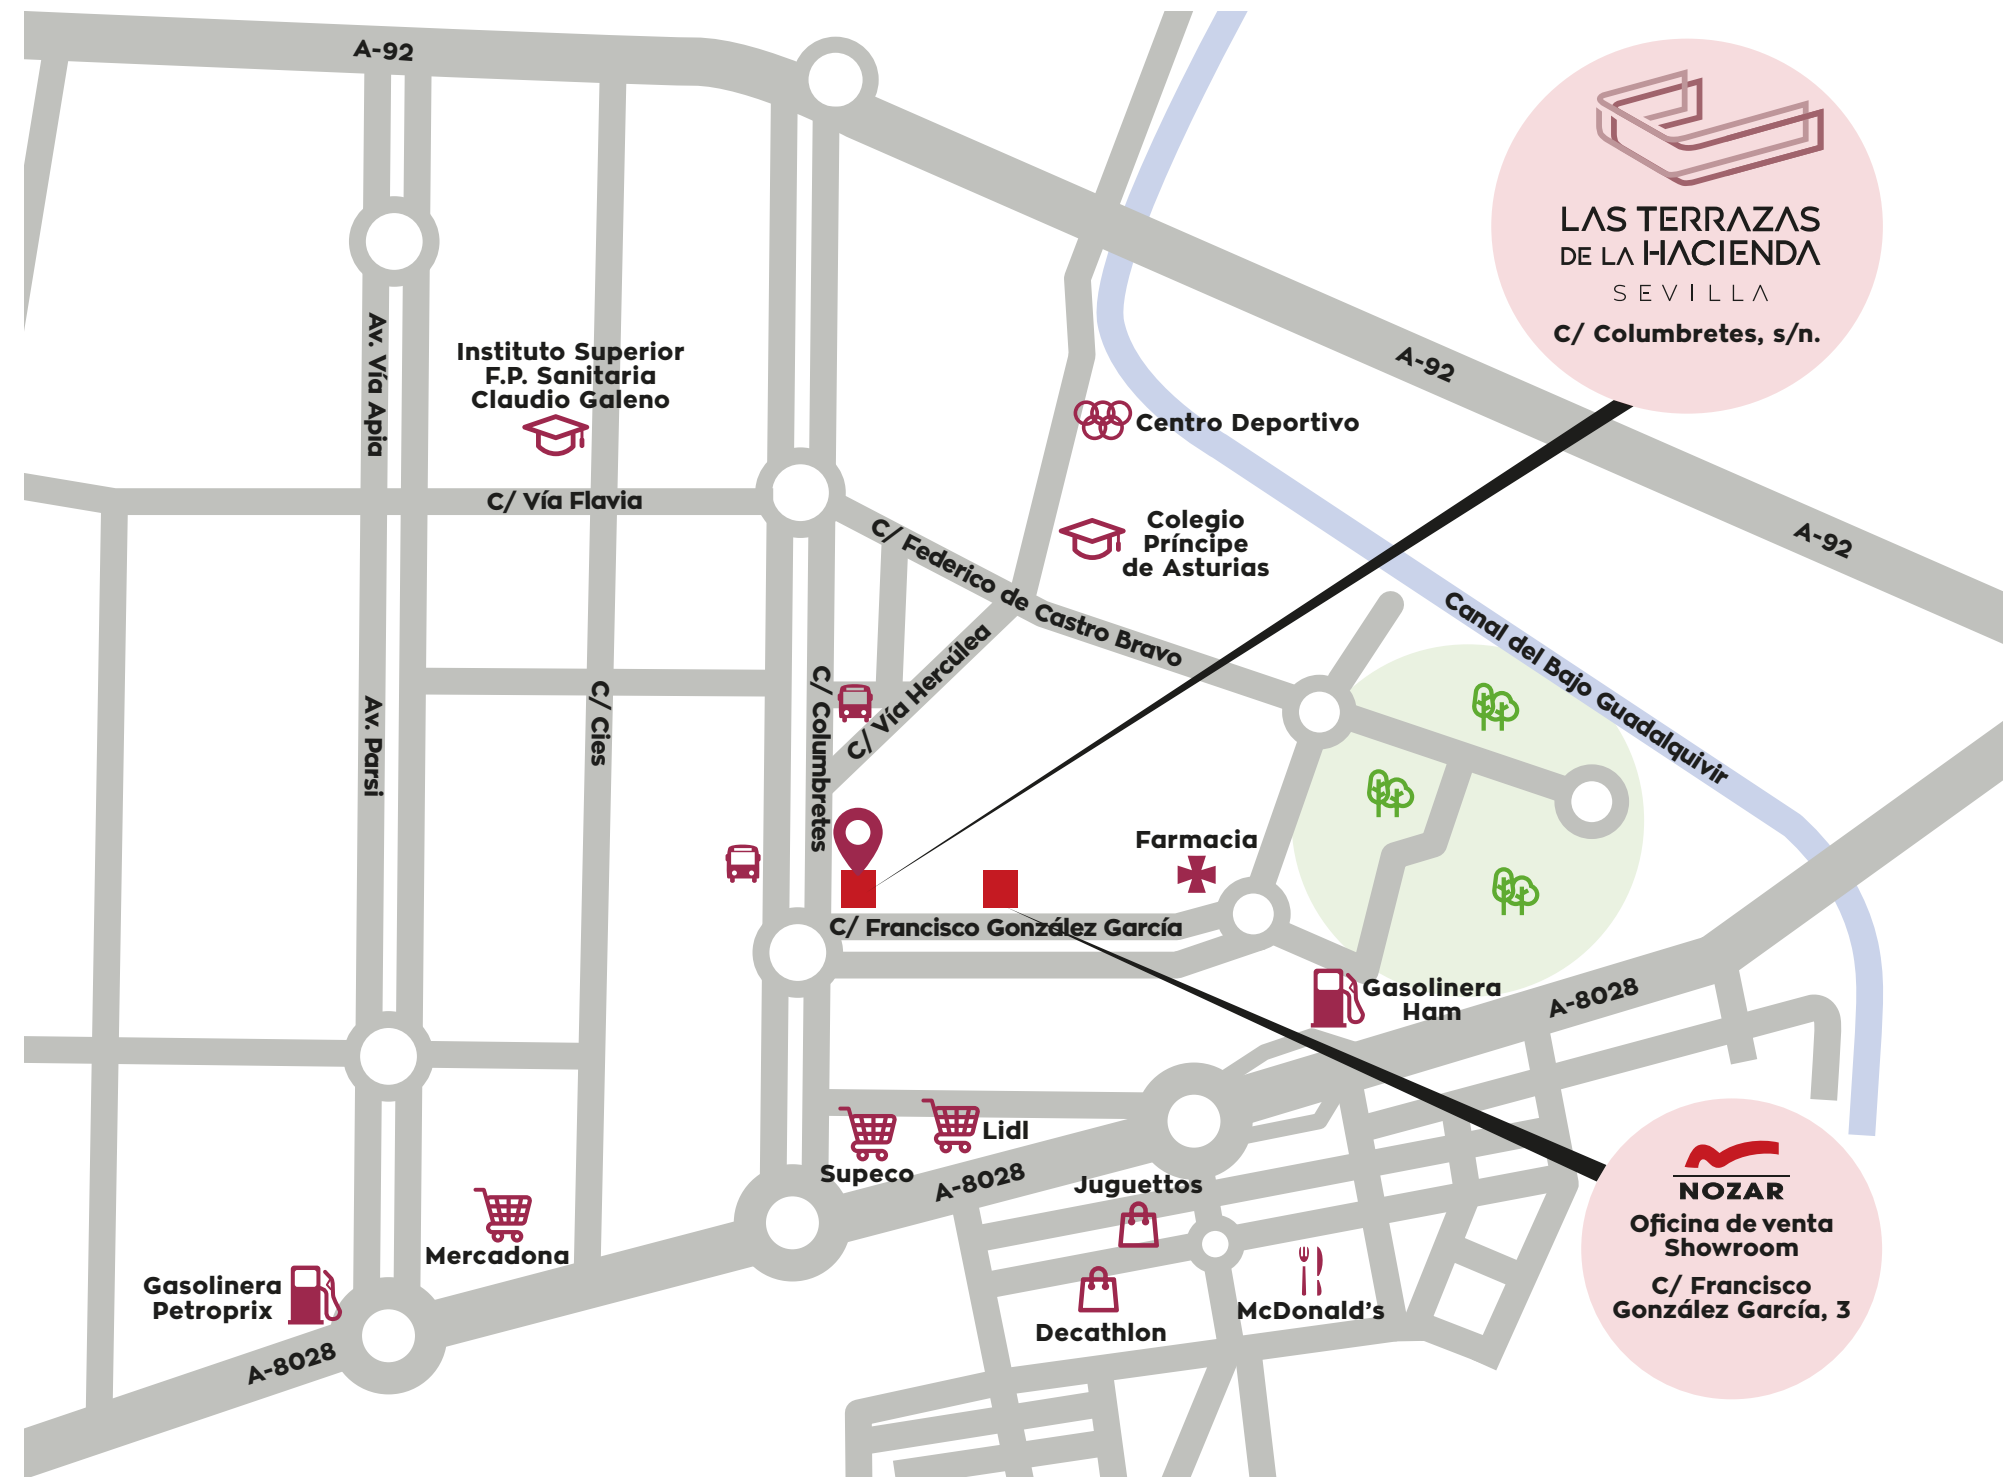 A-92
LAS TERRAZAS
DE LA HACIENDA
SEVILLA
C/ Columbretes, s/n.
Av. Vía Apia
Instituto Superior
F.P. Sanitaria
Claudio Galeno
A-92
Centro Deportivo
C/ Vía Flavia
Colegio
Príncipe
de Asturias
A-92
C/ Federico de Castro Bravo
Canal del Bajo Guadalquivir
C/ Vía Hercúlea
C/ Columbretes
C/ Cies
Av. Parsi
Farmacia
C/ Francisco González García
Gasolinera
Ham
A-8028
Lidl
Supeco
A-8028
Juguettos
NOZAR
Oficina de venta
Showroom
C/ Francisco
González García, 3
Mercadona
Gasolinera
Petroprix
McDonald's
Decathlon
A-8028